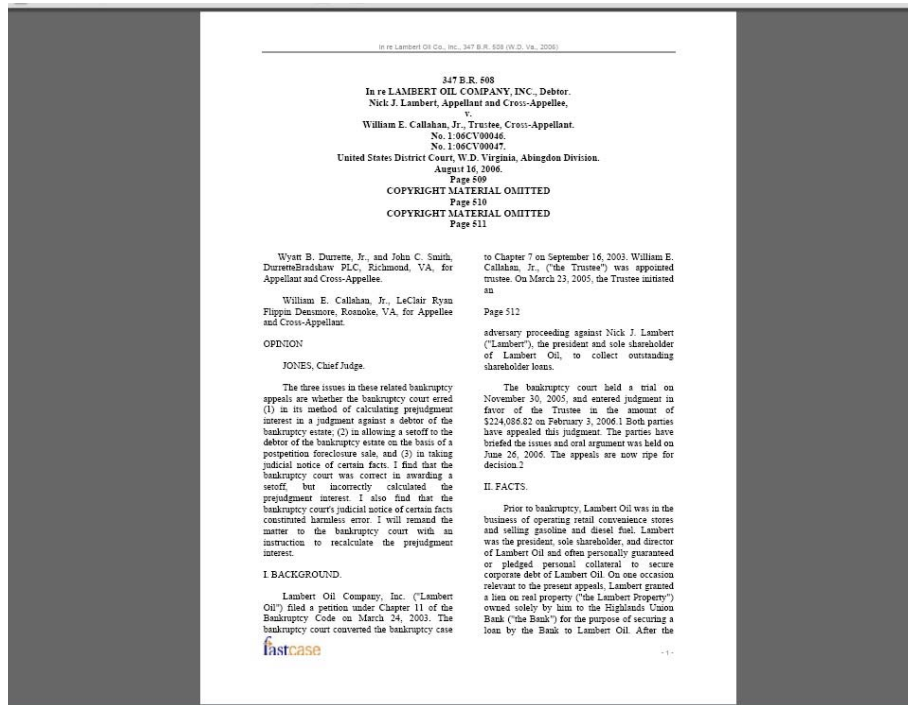 In re Lambert Oil Co., Inc., 347 B.R. 508 (W.D. Va., 2006)
347 B.R. 508
In re LAMBERT OIL COMPANY, INC., Debtor.
Nick J. Lambert, Appellant and Cross-Appellee,
v.
William E. Callahan, Jr., Trustee, Cross-Appellant.
No. 1:06CV00046.
No. 1:06CV00047.
United States District Court, W.D. Virginia, Abingdon Division.
August 16, 2006.
Page 509
COPYRIGHT MATERIAL OMITTED
Page 510
COPYRIGHT MATERIAL OMITTED
Page 511
Wyatt B. Durrette, Jr., and John C. Smith,
DurretteBradshaw PLC, Richmond, VA, for
Appellant and Cross-Appellee.
William E. Callahan, Jr., LeClair Ryan
Flippin Densmore, Roanoke, VA, for Appellee
and Cross-Appellant.
OPINION
JONES, Chief Judge.
The three issues in these related bankruptcy
appeals are whether the bankruptcy court erred
(1) in its method of calculating prejudgment
interest in a judgment against a debtor of the
bankruptcy estate; (2) in allowing a setoff to the
debtor of the bankruptcy estate on the basis of a
postpetition foreclosure sale, and (3) in taking
judicial notice of certain facts. I find that the
bankruptcy court was correct in awarding a
setoff, but incorrectly calculated the
prejudgment interest. I also find that the
bankruptcy court's judicial notice of certain facts
constituted harmless error. I will remand the
matter to the bankruptcy court with an
instruction to recalculate the prejudgment
interest.
I. BACKGROUND.
Lambert Oil Company, Inc. ("Lambert
Oil") filed a petition under Chapter 11 of the
Bankruptcy Code on March 24, 2003. The
bankruptcy court converted the bankruptcy case
to Chapter 7 on September 16, 2003. William E.
Callahan, Jr., ("the Trustee") was appointed
trustee. On March 23, 2005, the Trustee initiated
an
Page 512
adversary proceeding against Nick J. Lambert
("Lambert"), the president and sole shareholder
of Lambert Oil, to collect outstanding
shareholder loans.
The bankruptcy court held a trial on
November 30, 2005, and entered judgment in
favor of the Trustee in the amount of
$224,086.82 on February 3, 2006.1 Both parties
have appealed this judgment. The parties have
briefed the issues and oral argument was held on
June 26, 2006. The appeals are now ripe for
decision.2
II. FACTS.
Prior to bankruptcy, Lambert Oil was in the
business of operating retail convenience stores
and selling gasoline and diesel fuel. Lambert
was the president, sole shareholder, and director
of Lambert Oil and often personally guaranteed
or pledged personal collateral to secure
corporate debt of Lambert Oil. On one occasion
relevant to the present appeals, Lambert granted
a lien on real property ("the Lambert Property")
owned solely by him to the Highlands Union
Bank ("the Bank") for the purpose of securing a
loan by the Bank to Lambert Oil. After the
fastcase
- 1 -